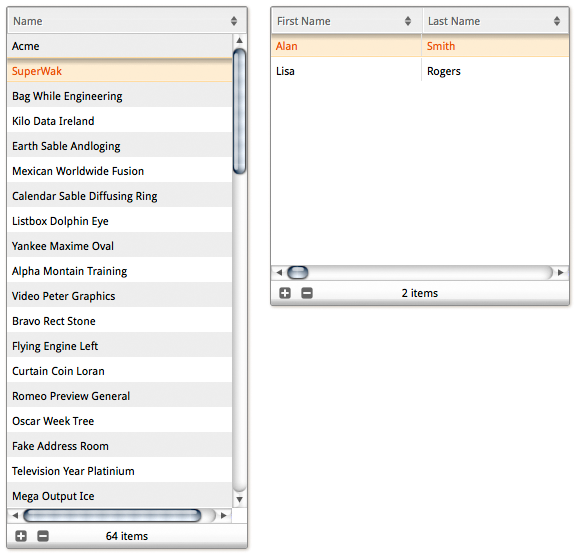 Name
Acme
SuperWak
Bag While Engineering
Kilo Data Ireland
Earth Sable Andloging
Mexican Worldwide Fusion
Calendar Sable Diffusing Ring
Listbox Dolphin Eye
Yankee Maxime Oval
Alpha Montain Training
Video Peter Graphics
Bravo Rect Stone
Flying Engine Left
Curtain Coin Loran
Romeo Preview General
Oscar Week Tree
Fake Address Room
Television Year Platinium
Mega Output Ice
64 items
First Name Last Name
Alan Smith
Lisa Rogers
2 items